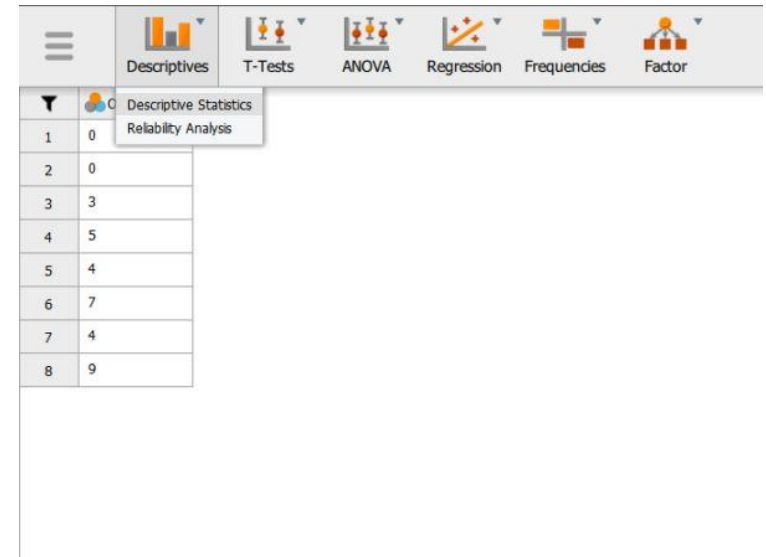 Descriptives T-Tests ANOVA Regression Frequencies Factor
Descriptive Statistics
Reliability Analysis
1 0
2 0
3 3
4 5
5 4
6 7
7 4
8 9